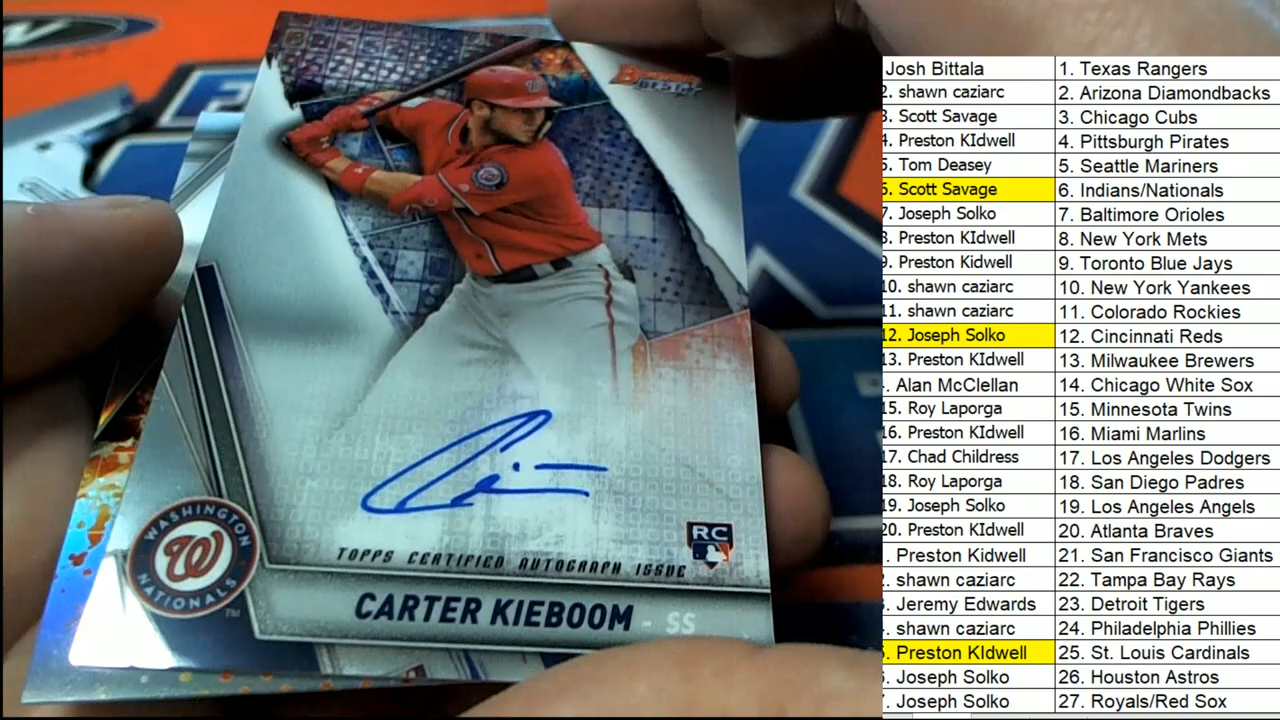 Bowman's
BEST
TOPPS CERTIFIED AUTOGRAPH ISSUE
RC
WASHINGTON
W
NATIONALS
TM
CARTER KIEBOOM - SS
Josh Bittala 1. Texas Rangers
2. shawn caziarc 2. Arizona Diamondbacks
3. Scott Savage 3. Chicago Cubs
4. Preston KIdwell 4. Pittsburgh Pirates
5. Tom Deasey 5. Seattle Mariners
6. Scott Savage 6. Indians/Nationals
7. Joseph Solko 7. Baltimore Orioles
8. Preston KIdwell 8. New York Mets
9. Preston Kidwell 9. Toronto Blue Jays
10. shawn caziarc 10. New York Yankees
11. shawn caziarc 11. Colorado Rockies
12. Joseph Solko 12. Cincinnati Reds
13. Preston KIdwell 13. Milwaukee Brewers
. Alan McClellan 14. Chicago White Sox
15. Roy Laporga 15. Minnesota Twins
16. Preston KIdwell 16. Miami Marlins
17. Chad Childress 17. Los Angeles Dodgers
18. Roy Laporga 18. San Diego Padres
19. Joseph Solko 19. Los Angeles Angels
20. Preston KIdwell 20. Atlanta Braves
. Preston Kidwell 21. San Francisco Giants
2. shawn caziarc 22. Tampa Bay Rays
3. Jeremy Edwards 23. Detroit Tigers
. shawn caziarc 24. Philadelphia Phillies
5. Preston KIdwell 25. St. Louis Cardinals
. Joseph Solko 26. Houston Astros
7. Joseph Solko 27. Royals/Red Sox